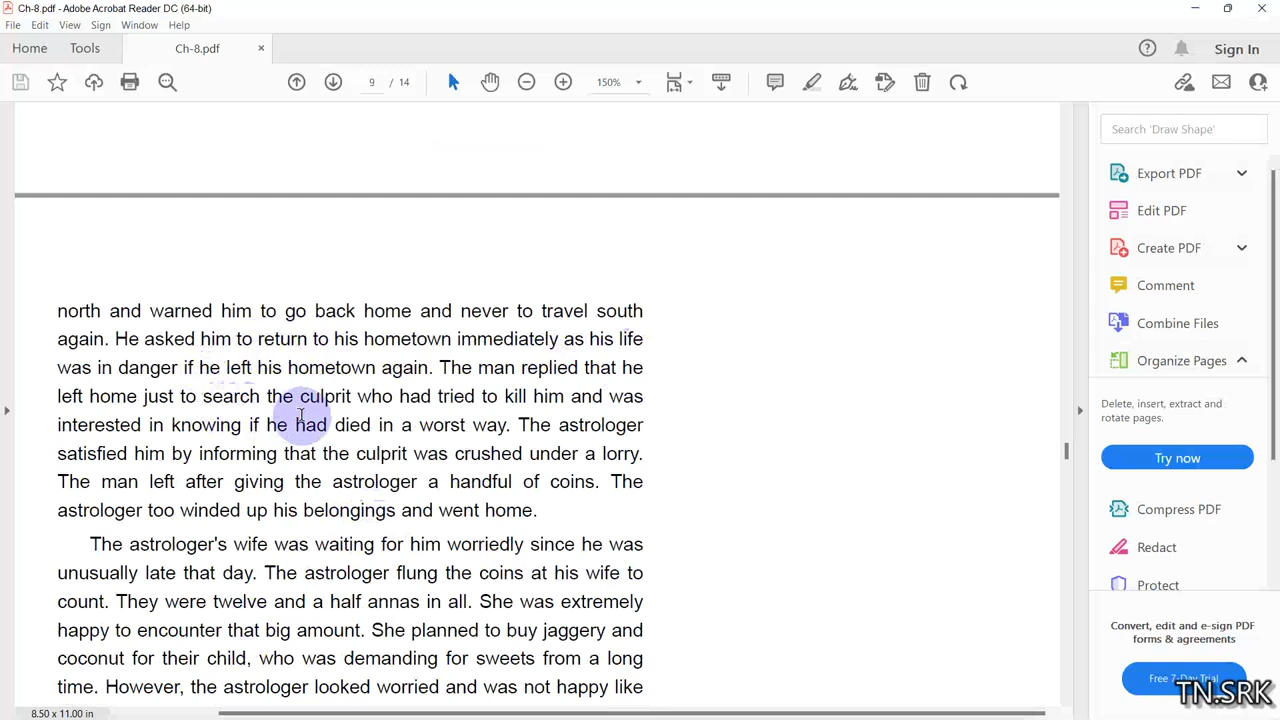 Ch-8.pdf - Adobe Acrobat Reader DC (64-bit)
File Edit View Sign Window Help
Home Tools Ch-8.pdf × Sign In
9 / 14 150%
Search 'Draw Shape'
Export PDF
Edit PDF
Create PDF
Comment
Combine Files
Organize Pages
Delete, insert, extract and
rotate pages.
Try now
Compress PDF
Redact
Protect
Convert, edit and e-sign PDF
forms & agreements
Free 7-Day Trial
TN.SRK
north and warned him to go back home and never to travel south
again. He asked him to return to his hometown immediately as his life
was in danger if he left his hometown again. The man replied that he
left home just to search the culprit who had tried to kill him and was
interested in knowing if he had died in a worst way. The astrologer
satisfied him by informing that the culprit was crushed under a lorry.
The man left after giving the astrologer a handful of coins. The
astrologer too winded up his belongings and went home.
The astrologer's wife was waiting for him worriedly since he was
unusually late that day. The astrologer flung the coins at his wife to
count. They were twelve and a half annas in all. She was extremely
happy to encounter that big amount. She planned to buy jaggery and
coconut for their child, who was demanding for sweets from a long
time. However, the astrologer looked worried and was not happy like
8.50 x 11.00 in